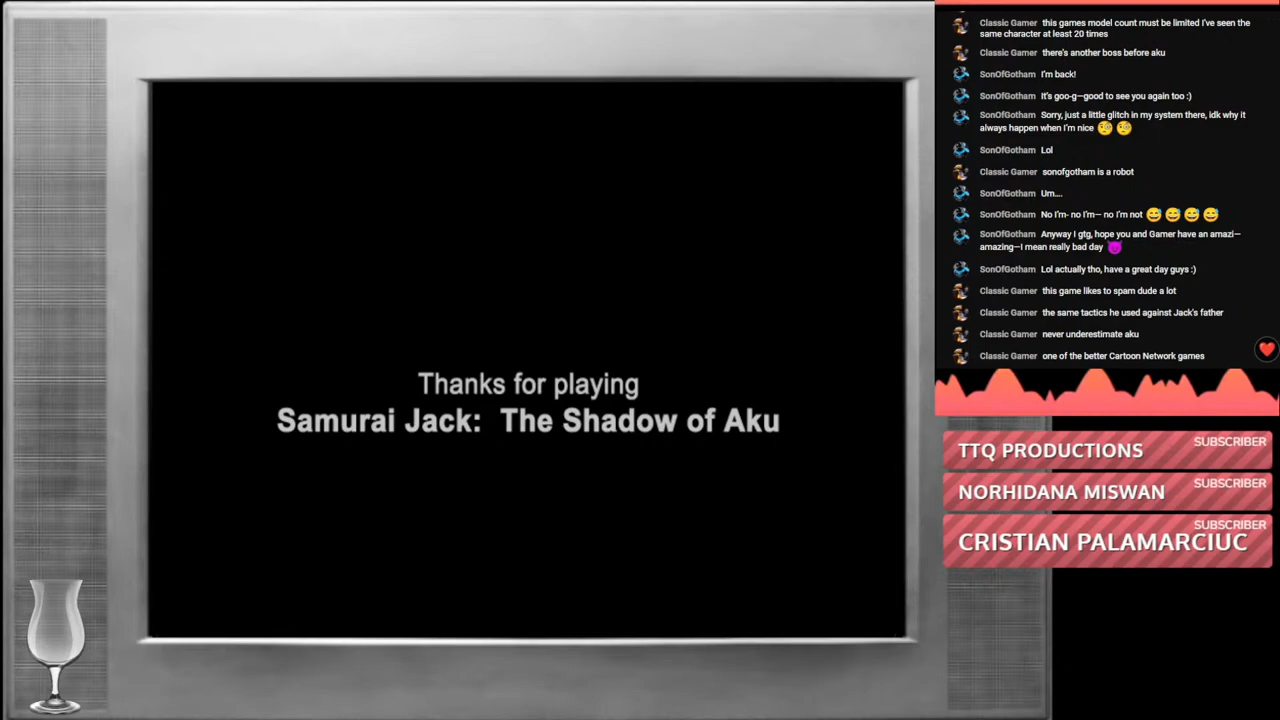 Classic Gamer this games model count must be limited I've seen the
same character at least 20 times
Classic Gamer there's another boss before aku
SonOfGotham I'm back!
SonOfGotham It's goo-g—good to see you again too :)
SonOfGotham Sorry, just a little glitch in my system there, idk why it
always happen when I'm nice 🧐 🧐
SonOfGotham Lol
Classic Gamer sonofgotham is a robot
SonOfGotham Um....
SonOfGotham No I'm- no I'm— no I'm not 😅 😅 😅 😅
SonOfGotham Anyway I gtg, hope you and Gamer have an amazi—
amazing—I mean really bad day 😈
SonOfGotham Lol actually tho, have a great day guys :)
Classic Gamer this game likes to spam dude a lot
Classic Gamer the same tactics he used against Jack's father
Classic Gamer never underestimate aku
Classic Gamer one of the better Cartoon Network games
Thanks for playing
Samurai Jack: The Shadow of Aku
TTQ PRODUCTIONS SUBSCRIBER
NORHIDANA MISWAN SUBSCRIBER
CRISTIAN PALAMARCIUC SUBSCRIBER